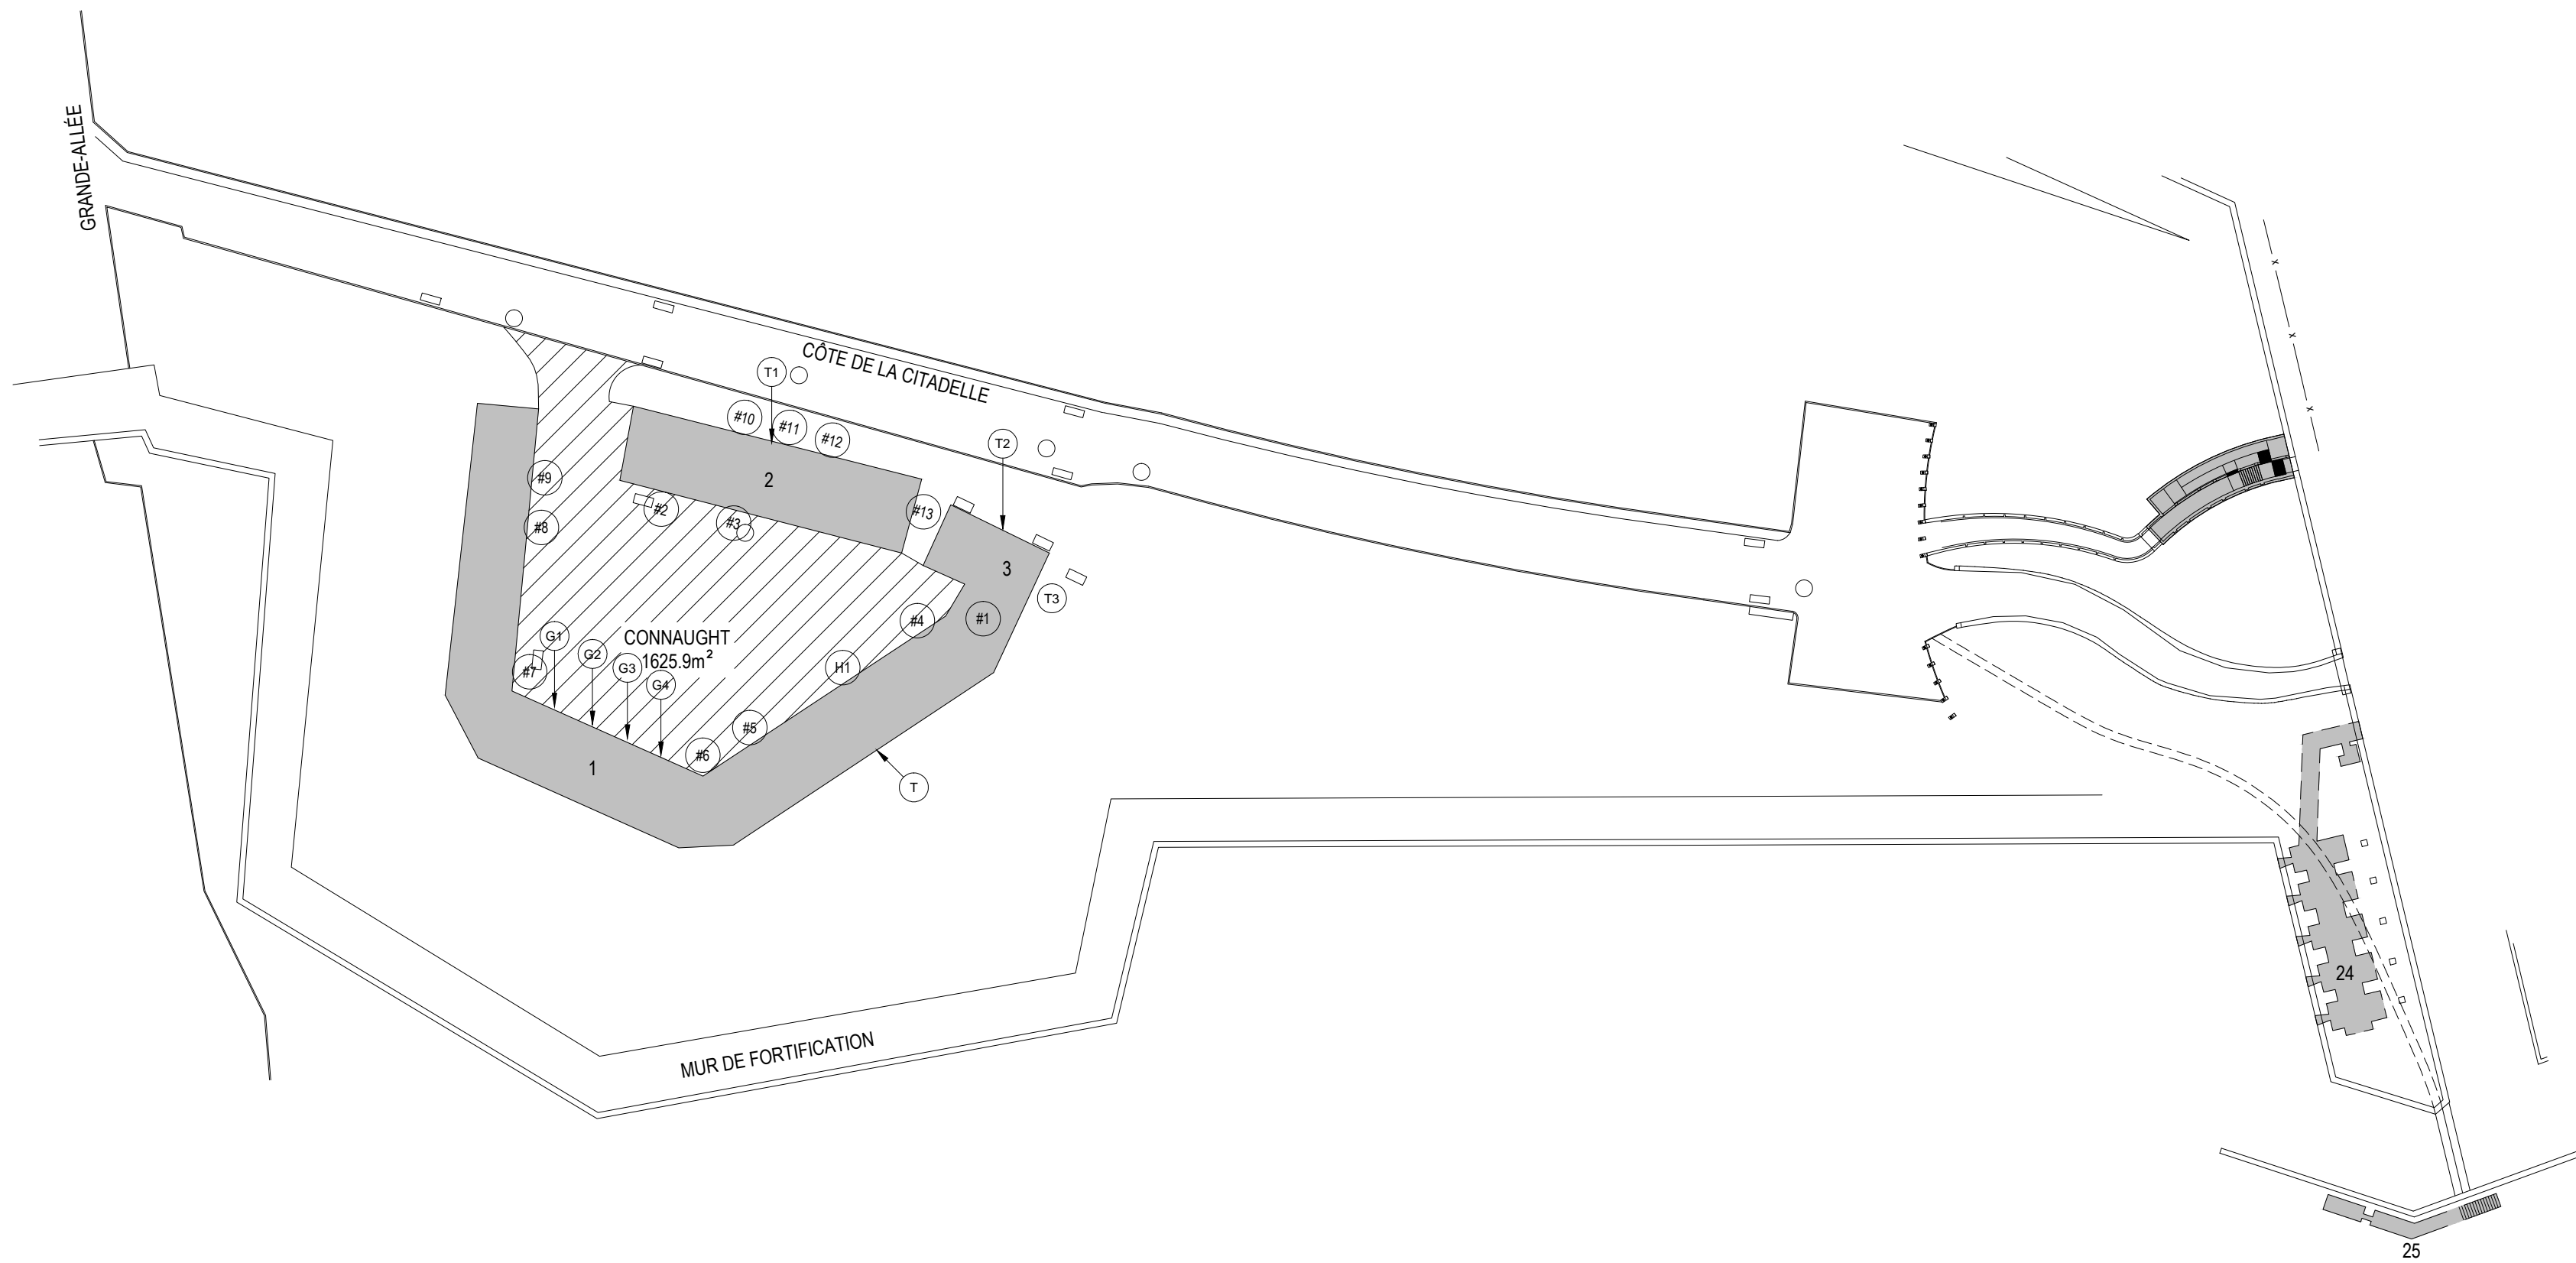 GRANDE-ALLÉE
CÔTE DE LA CITADELLE
T1
#10
#11
#12
T2
2
#9
#2
#3
#13
#8
3
T3
#4
#1
G1
CONNAUGHT
1625.9m²
G2
G3
H1
#7
G4
#5
#6
1
T
24
MUR DE FORTIFICATION
25
x
x
x